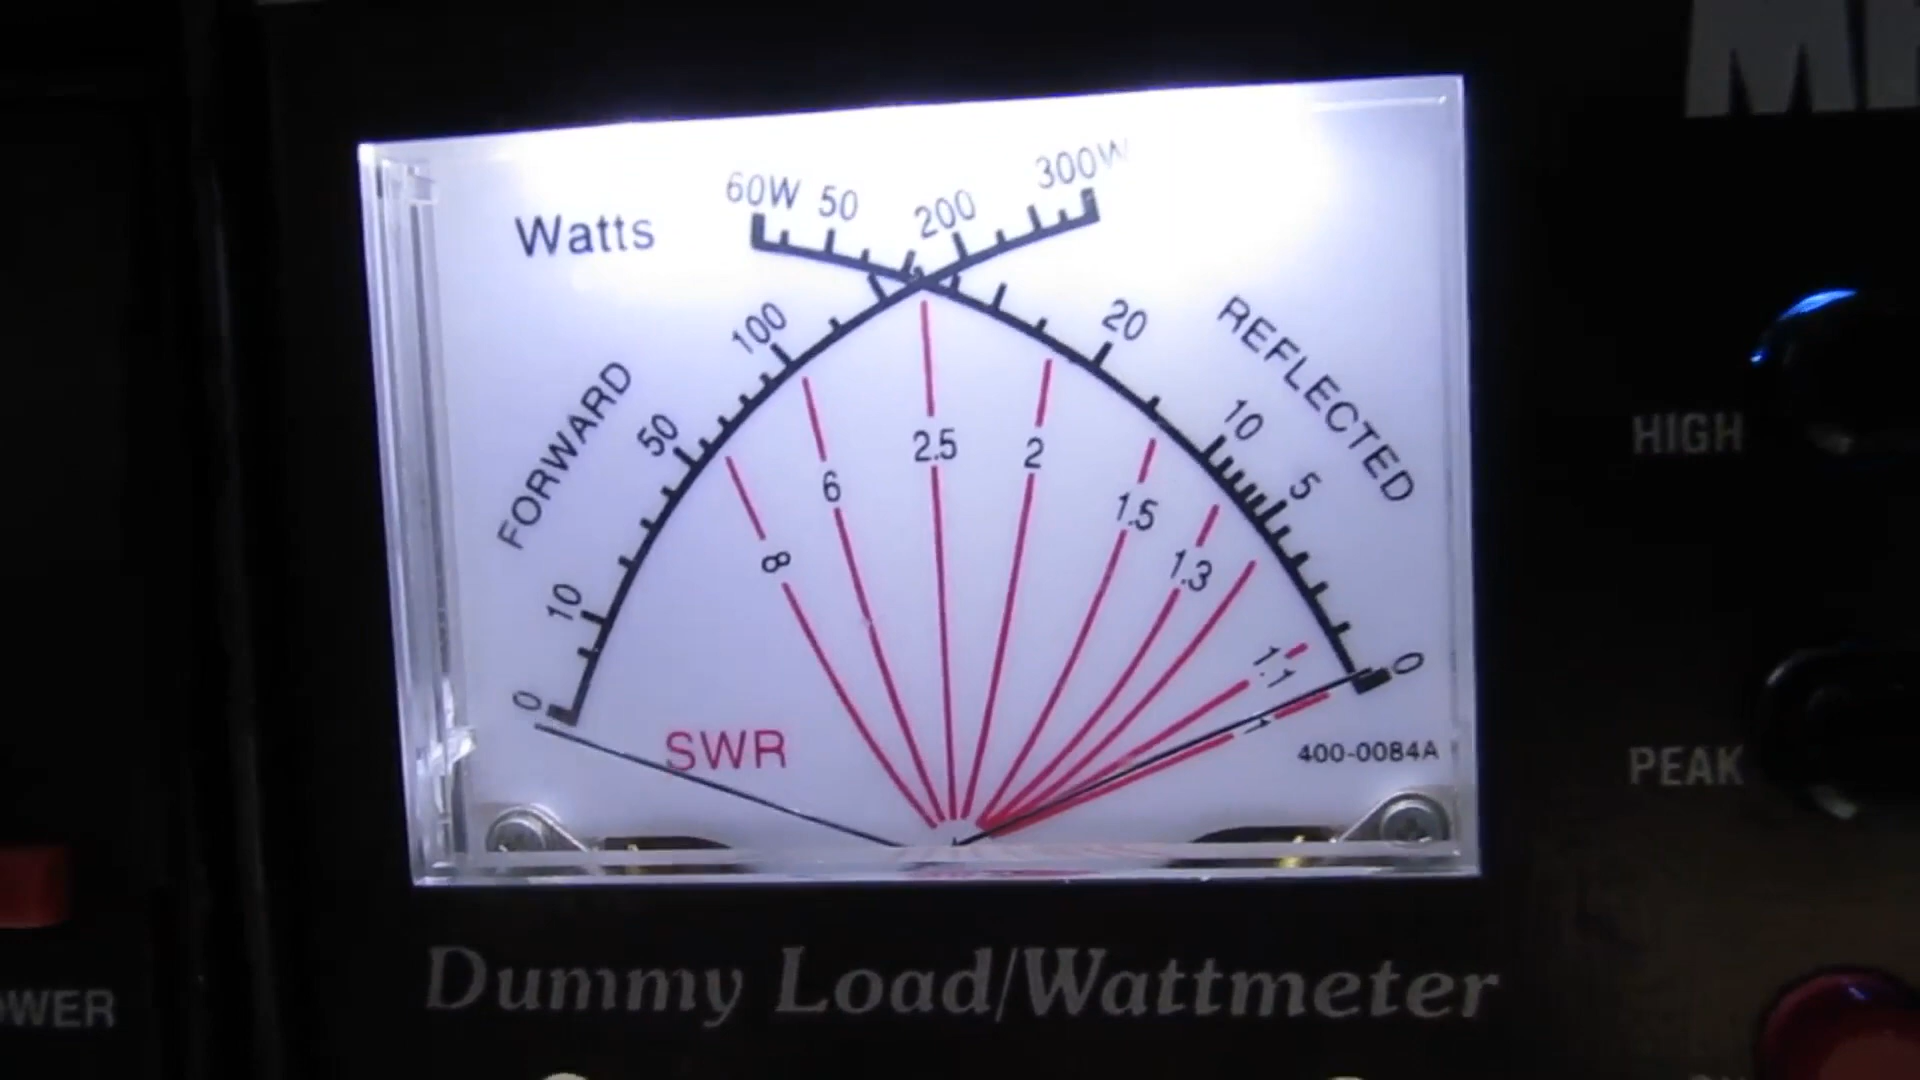 300W
60W 50
200
Watts
100
20
REFLECTED
FORWARD
50
10
HIGH
2.5
2
6
5
1.5
8
1.3
10
1.1
0
0
1
SWR
400-0084A
PEAK
Dummy Load/Wattmeter